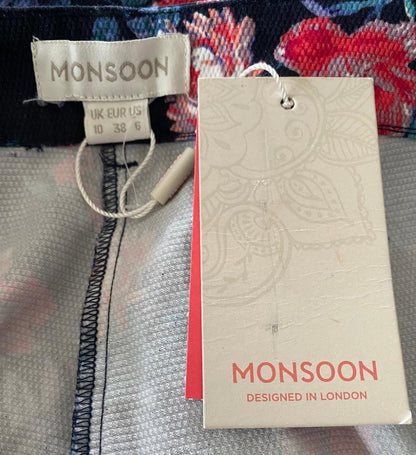 MONSOON
UK EUR US
10 38 6
MONSOON
DESIGNED IN LONDON